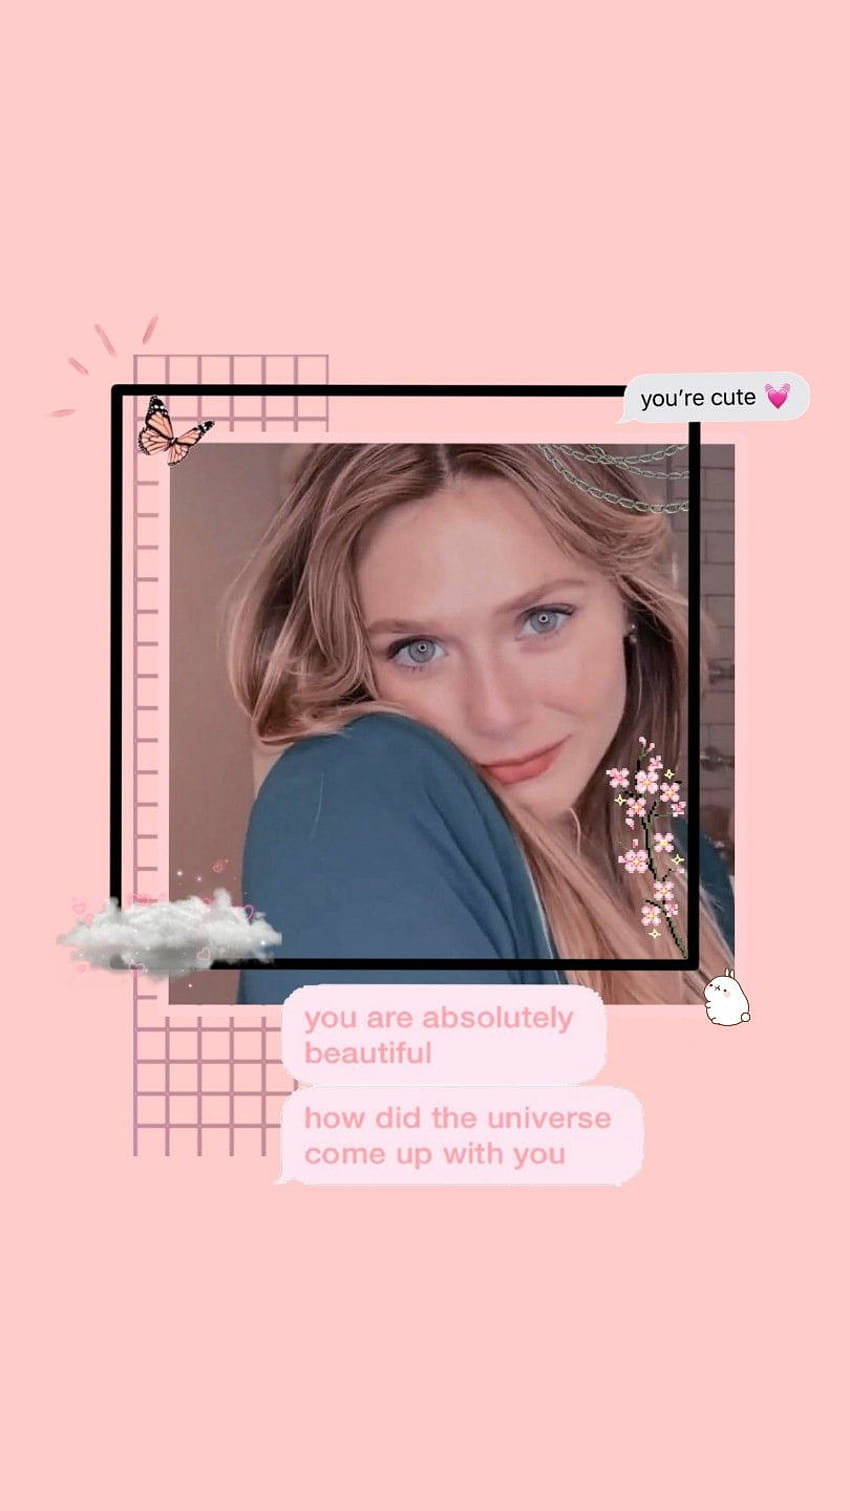 you’re cute 💓
you are absolutely
beautiful
how did the universe
come up with you